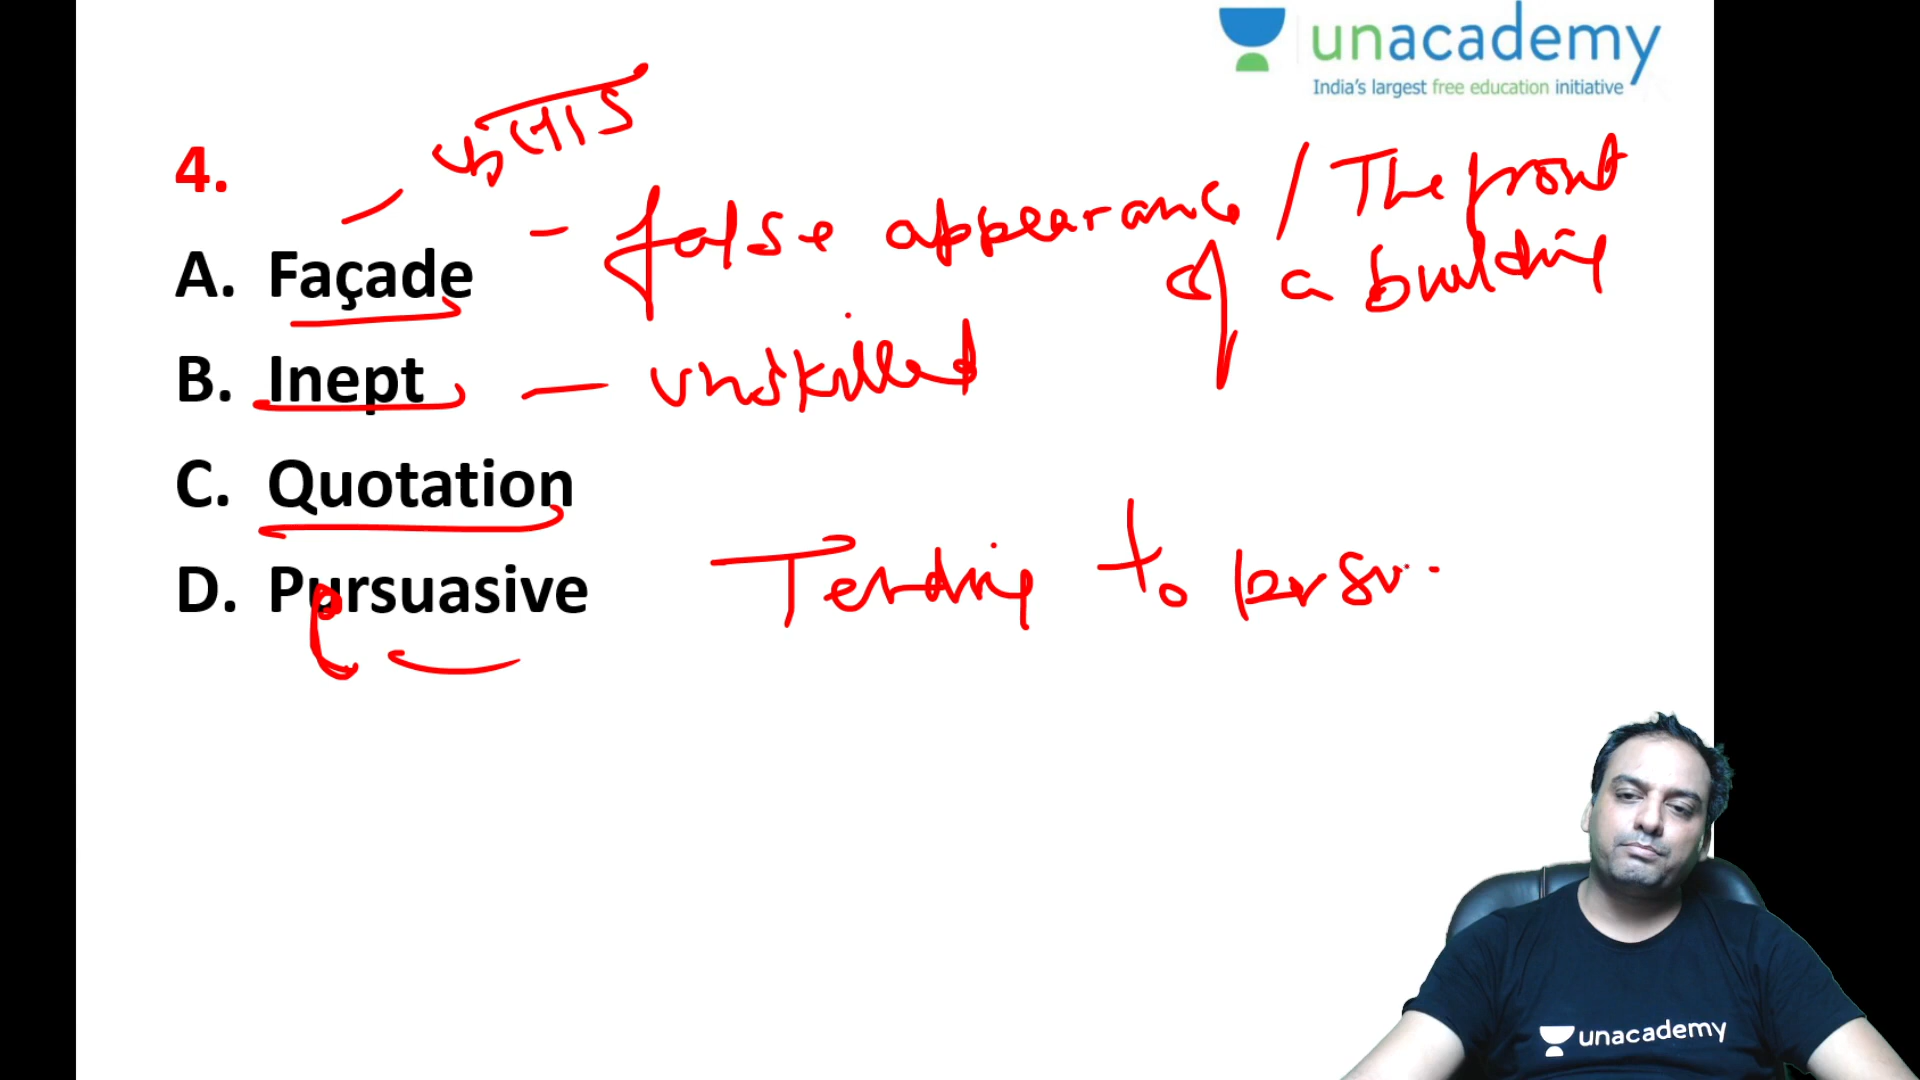 unacademy
India's largest free education initiative
4.
फसाड
A. Façade - false appearance / The front
of a building
B. Inept - unskilled
C. Quotation
D. Pursuasive Tending to
e
unacademy